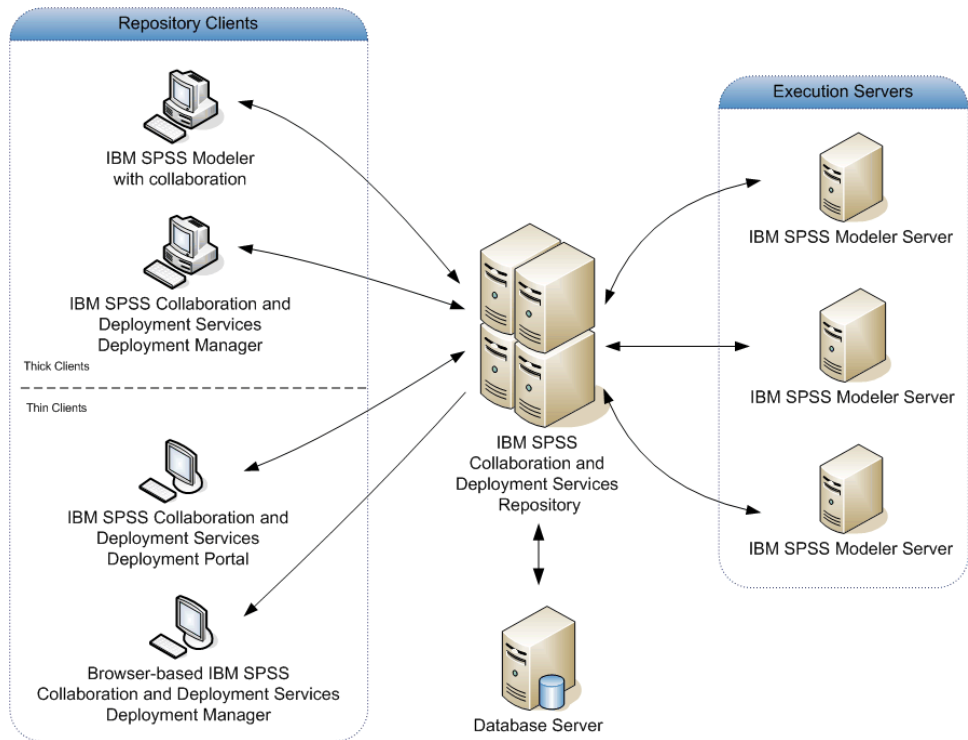 Repository Clients
IBM SPSS Modeler
with collaboration
IBM SPSS Collaboration and
Deployment Services
Deployment Manager
Thick Clients
Thin Clients
IBM SPSS Collaboration and
Deployment Services
Deployment Portal
Browser-based IBM SPSS
Collaboration and Deployment Services
Deployment Manager
IBM SPSS
Collaboration and
Deployment Services
Repository
Database Server
Execution Servers
IBM SPSS Modeler Server
IBM SPSS Modeler Server
IBM SPSS Modeler Server